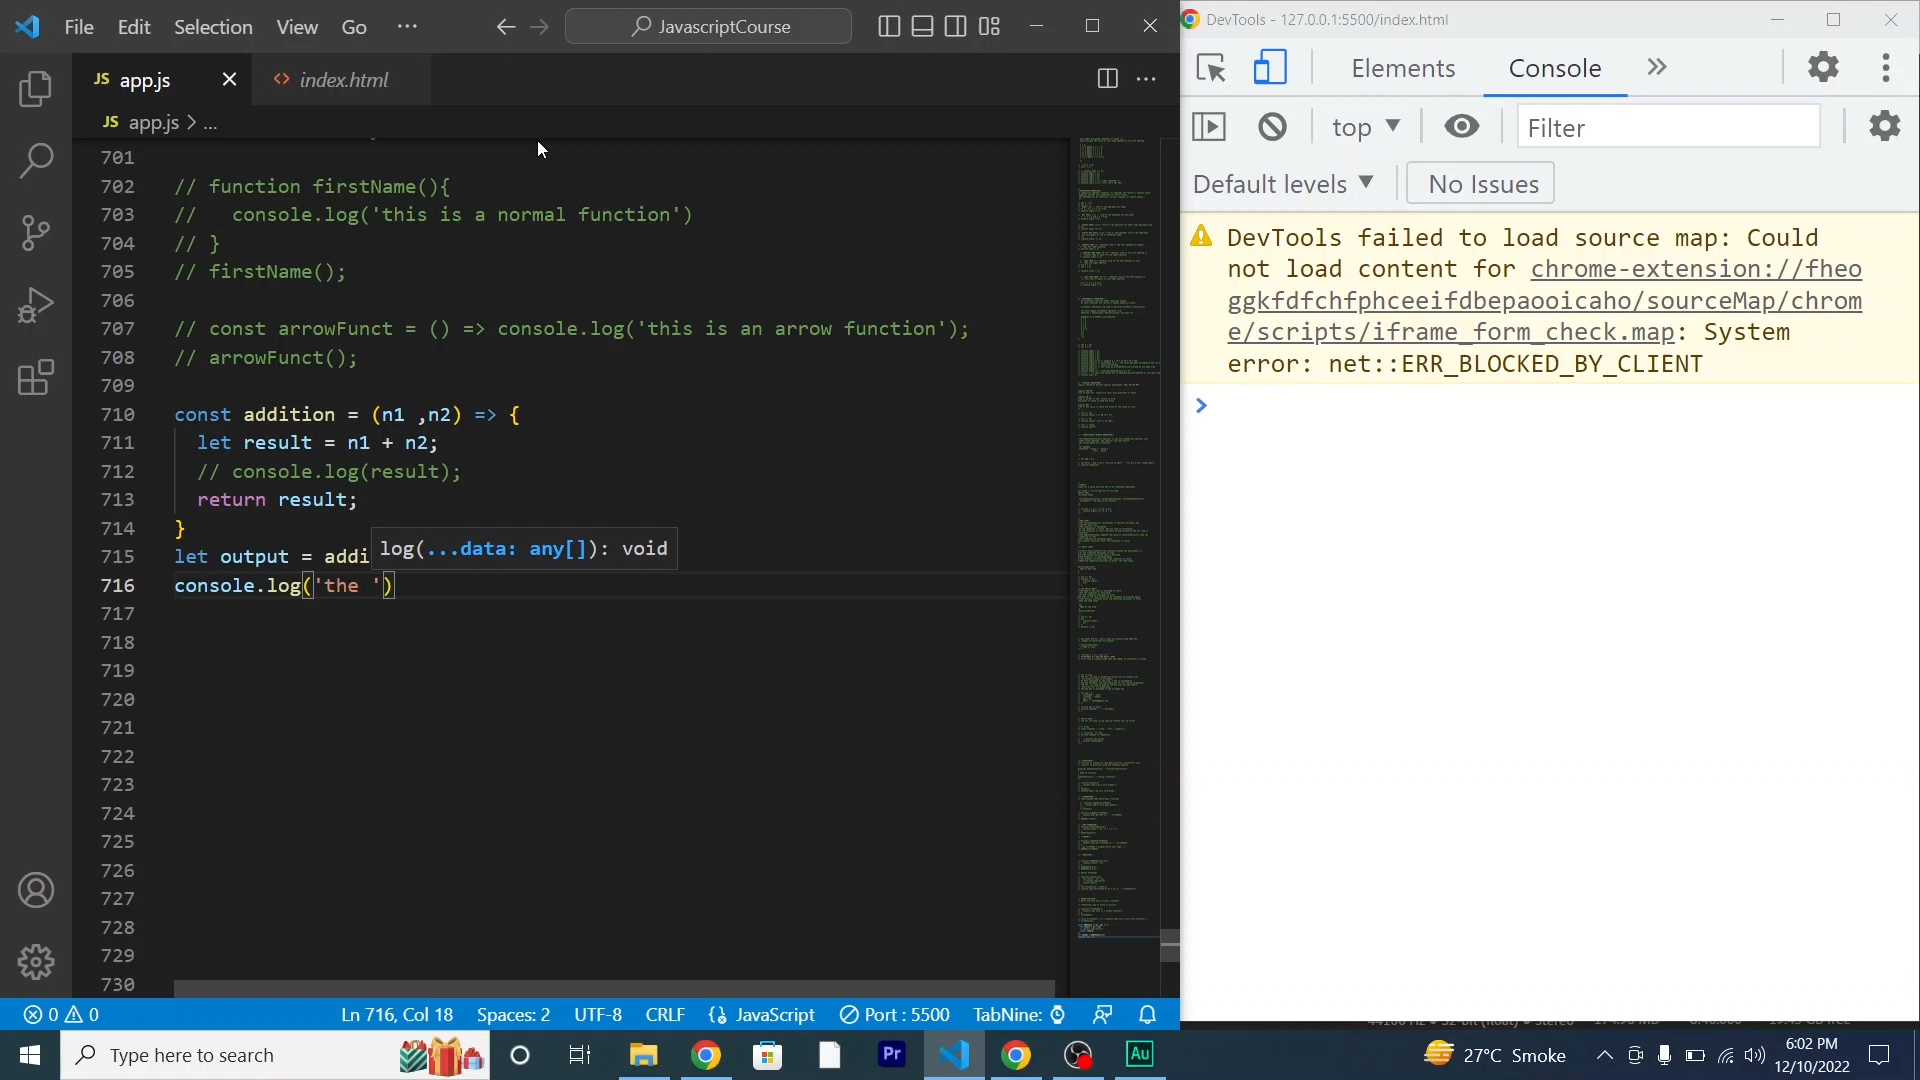 File Edit Selection View Go ··· JavascriptCourse
JS app.js index.html
JS app.js > ...
701
702 // function firstName(){
703 //   console.log('this is a normal function')
704 // }
705 // firstName();
706
707 // const arrowFunct = () => console.log('this is an arrow function');
708 // arrowFunct();
709
710 const addition = (n1 ,n2) => {
711   let result = n1 + n2;
712   // console.log(result);
713   return result;
714 }
log(...data: any[]): void
715 let output = addi
716 console.log('the ')
717
718
719
720
721
722
723
724
725
726
727
728
729
730
0 0 Ln 716, Col 18 Spaces: 2 UTF-8 CRLF JavaScript Port : 5500 TabNine:
DevTools - 127.0.0.1:5500/index.html
Elements Console
top Filter
Default levels No Issues
DevTools failed to load source map: Could
not load content for chrome-extension://fheo
ggkfdfchfphceeifdbepaooicaho/sourceMap/chrom
e/scripts/iframe_form_check.map: System
error: net::ERR_BLOCKED_BY_CLIENT
Type here to search
Pr
Au
27°C Smoke
6:02 PM
12/10/2022